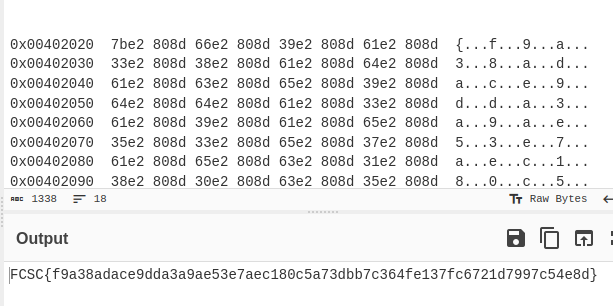 0x00402020  7be2 808d 66e2 808d 39e2 808d 61e2 808d  {...f...9...a...
0x00402030  33e2 808d 38e2 808d 61e2 808d 64e2 808d  3...8...a...d...
0x00402040  61e2 808d 63e2 808d 65e2 808d 39e2 808d  a...c...e...9...
0x00402050  64e2 808d 64e2 808d 61e2 808d 33e2 808d  d...d...a...3...
0x00402060  61e2 808d 39e2 808d 61e2 808d 65e2 808d  a...9...a...e...
0x00402070  35e2 808d 33e2 808d 65e2 808d 37e2 808d  5...3...e...7...
0x00402080  61e2 808d 65e2 808d 63e2 808d 31e2 808d  a...e...c...1...
0x00402090  38e2 808d 30e2 808d 63e2 808d 35e2 808d  8...0...c...5...
ABC 1338 18 Tт Raw Bytes
Output
FCSC{f9a38adace9dda3a9ae53e7aec180c5a73dbb7c364fe137fc6721d7997c54e8d}